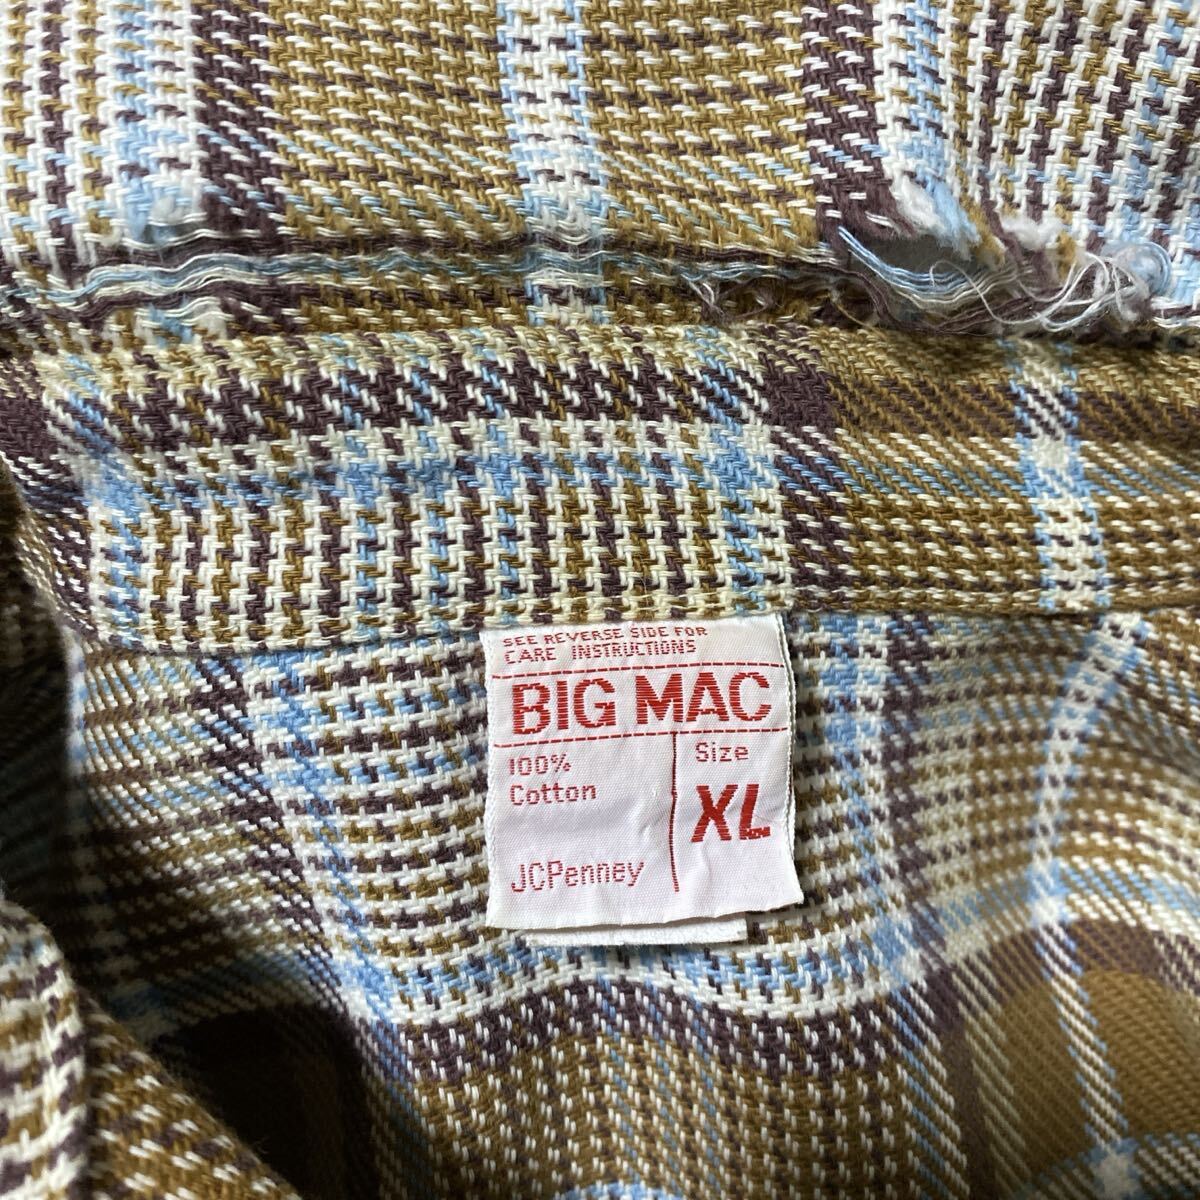 SEE REVERSE SIDE FOR
CARE INSTRUCTIONS
BIG MAC
100%
Cotton
Size
XL
JCPenney